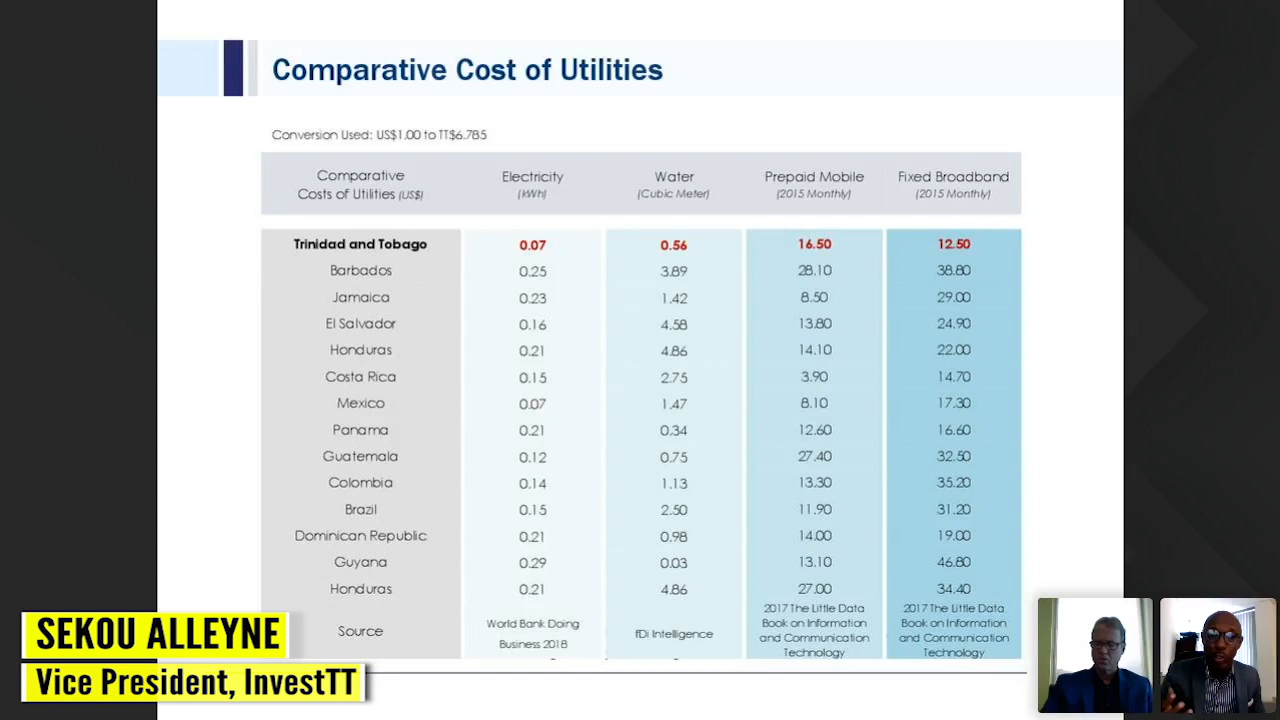 Comparative Cost of Utilities
Conversion Used: US$1.00 to TT$6.785
Comparative Costs of Utilities (US$) Electricity (kWh) Water (Cubic Meter) Prepaid Mobile (2015 Monthly) Fixed Broadband (2015 Monthly)
Trinidad and Tobago 0.07 0.56 16.50 12.50
Barbados 0.25 3.89 28.10 38.80
Jamaica 0.23 1.42 8.50 29.00
El Salvador 0.16 4.58 13.80 24.90
Honduras 0.21 4.86 14.10 22.00
Costa Rica 0.15 2.75 3.90 14.70
Mexico 0.07 1.47 8.10 17.30
Panama 0.21 0.34 12.60 16.60
Guatemala 0.12 0.75 27.40 32.50
Colombia 0.14 1.13 13.30 35.20
Brazil 0.15 2.50 11.90 31.20
Dominican Republic 0.21 0.98 14.00 19.00
Guyana 0.29 0.03 13.10 46.80
Honduras 0.21 4.86 27.00 34.40
Source World Bank Doing Business 2018 fDi Intelligence 2017 The Little Data Book on Information and Communication Technology 2017 The Little Data Book on Information and Communication Technology
SEKOU ALLEYNE
Vice President, InvestTT